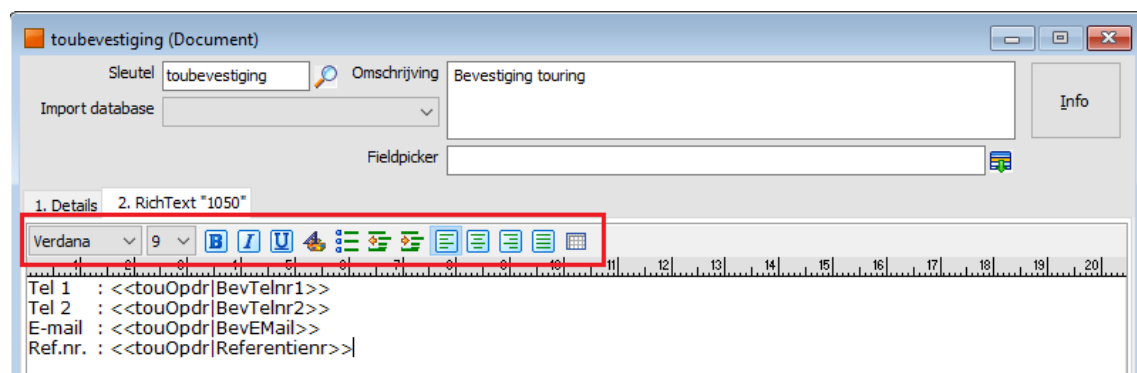 toubevestiging (Document)
Sleutel toubevestiging Omschrijving Bevestiging touring
Import database
Info
Fieldpicker
1. Details 2. RichText "1050"
Verdana 9 B I U
1 2 3 4 5 6 7 8 9 10 11 12 13 14 15 16 17 18 19 20
Tel 1 : <<touOpdr|BevTelnr1>>
Tel 2 : <<touOpdr|BevTelnr2>>
E-mail : <<touOpdr|BevEMail>>
Ref.nr. : <<touOpdr|Referentienr>>